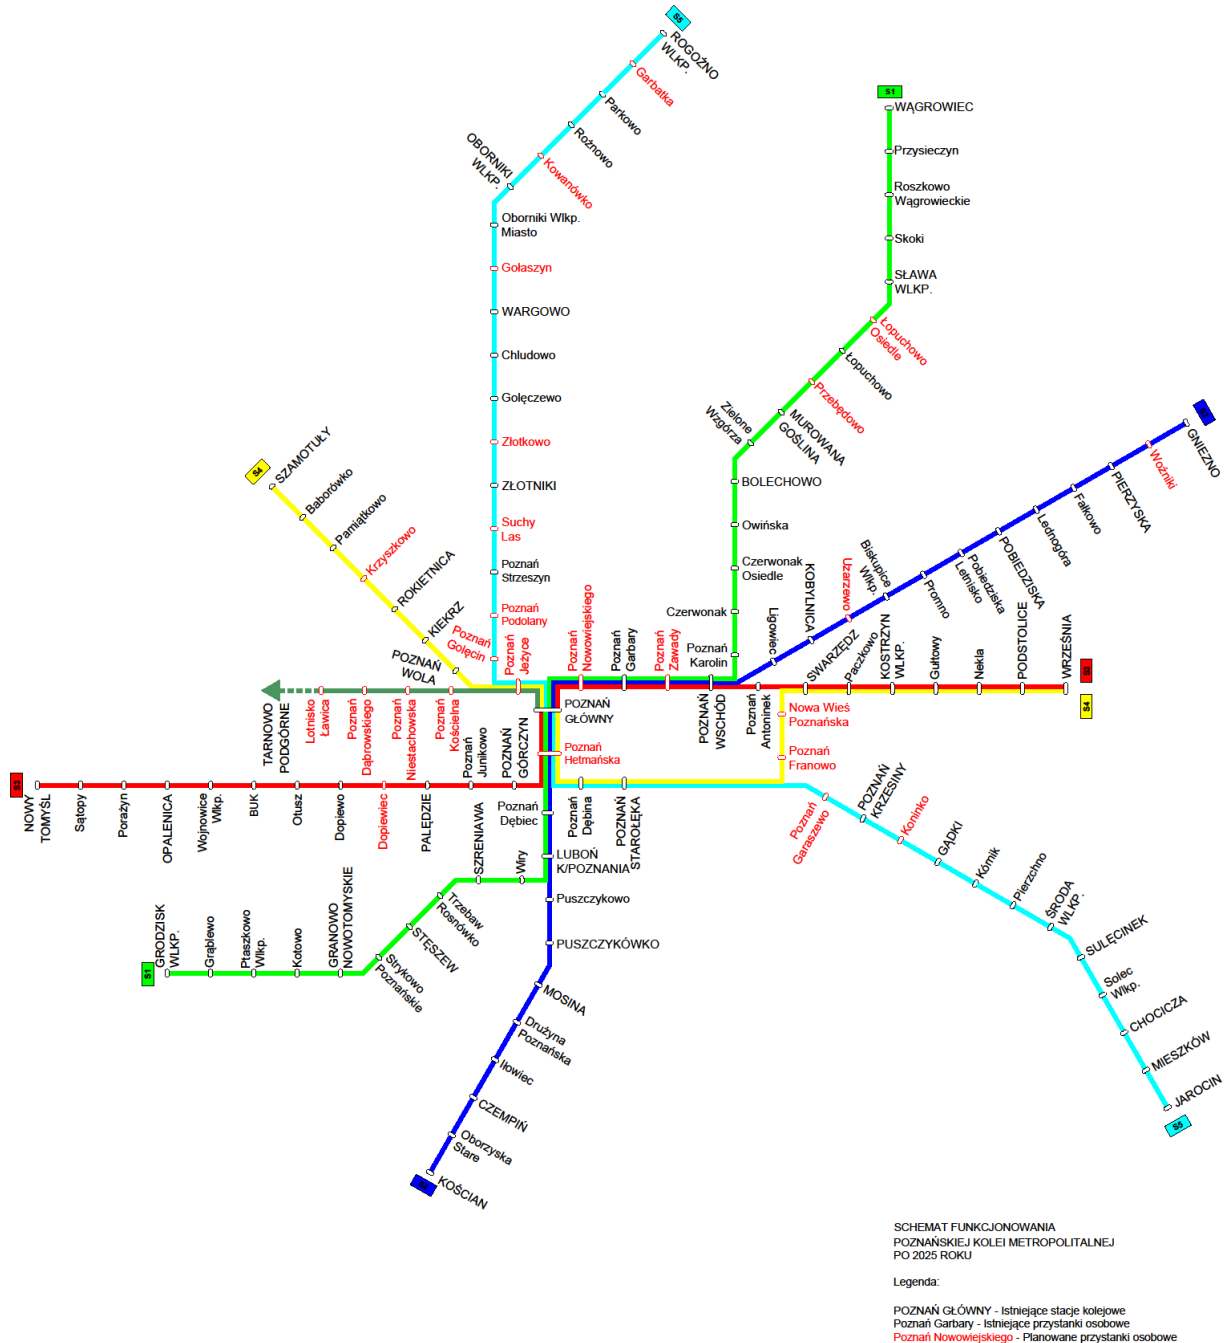 S5
ROGOŹNO
WLKP.
Garbatka
Parkowo
Rożnowo
Kowanówko
OBORNIKI
WLKP.
Oborniki Wlkp.
Miasto
Gołaszyn
WARGOWO
Chludowo
Golęczewo
Złotkowo
ZŁOTNIKI
Suchy
Las
Poznań
Strzeszyn
Poznań
Podolany
Poznań
Golęcin
Poznań
Jeżyce
S1
WĄGROWIEC
Przysieczyn
Roszkowo
Wągrowieckie
Skoki
SŁAWA
WLKP.
Łopuchowo
Osiedle
Łopuchowo
Przebędowo
MUROWANA
GOŚLINA
Zielone
Wzgórza
BOLECHOWO
Owińska
Czerwonak
Osiedle
Czerwonak
Poznań
Karolin
S2
GNIEZNO
Woźniki
PIERZYSKA
Fałkowo
Lednogóra
POBIEDZISKA
Pobiedziska
Letnisko
Promno
Biskupice
Wlkp.
Uzarzewo
KOBYLNICA
Ligowiec
S4
SZAMOTUŁY
Baborówko
Pamiątkowo
Krzyszkowo
ROKIETNICA
KIEKRZ
POZNAŃ
WOLA
Poznań
Nowowiejskiego
Poznań
Garbary
Poznań
Zawady
POZNAŃ
WSCHÓD
Poznań
Antoninek
SWARZĘDZ
Paczkowo
KOSTRZYN
WLKP.
Gułtowy
Nekla
PODSTOLICE
WRZEŚNIA
S3
S4
TARNOWO
PODGÓRNE
Lotnisko
Ławica
Poznań
Dąbrowskiego
Poznań
Niestachowska
Poznań
Kościelna
POZNAŃ
GŁÓWNY
Poznań
Hetmańska
Nowa Wieś
Poznańska
Poznań
Franowo
S3
NOWY
TOMYŚL
Sątopy
Porażyn
OPALENICA
Wojnowice
Wlkp.
BUK
Otusz
Dopiewo
Dopiewiec
PALĘDZIE
Poznań
Junikowo
POZNAŃ
GÓRCZYN
Poznań
Dębiec
Poznań
Dębina
POZNAŃ
STAROŁĘKA
Poznań
Garaszewo
POZNAŃ
KRZESINY
Koninko
GĄDKI
Kórnik
Pierzchno
ŚRODA
WLKP.
SULĘCINEK
Solec
Wlkp.
CHOCICZA
MIESZKÓW
JAROCIN
S5
LUBOŃ
K/POZNANIA
Wiry
SZRENIAWA
Trzebaw
Rosnówko
STĘSZEW
Strykowo
Poznańskie
GRANOWO
NOWOTOMYSKIE
Kotowo
Ptaszkowo
Wlkp.
Grąblewo
GRODZISK
WLKP.
S1
Puszczykowo
PUSZCZYKÓWKO
MOSINA
Drużyna
Poznańska
Iłowiec
CZEMPIŃ
Oborzyska
Stare
KOŚCIAN
S2
SCHEMAT FUNKCJONOWANIA
POZNAŃSKIEJ KOLEI METROPOLITALNEJ
PO 2025 ROKU
Legenda:
POZNAŃ GŁÓWNY - Istniejące stacje kolejowe
Poznań Garbary - Istniejące przystanki osobowe
Poznań Nowowiejskiego - Planowane przystanki osobowe